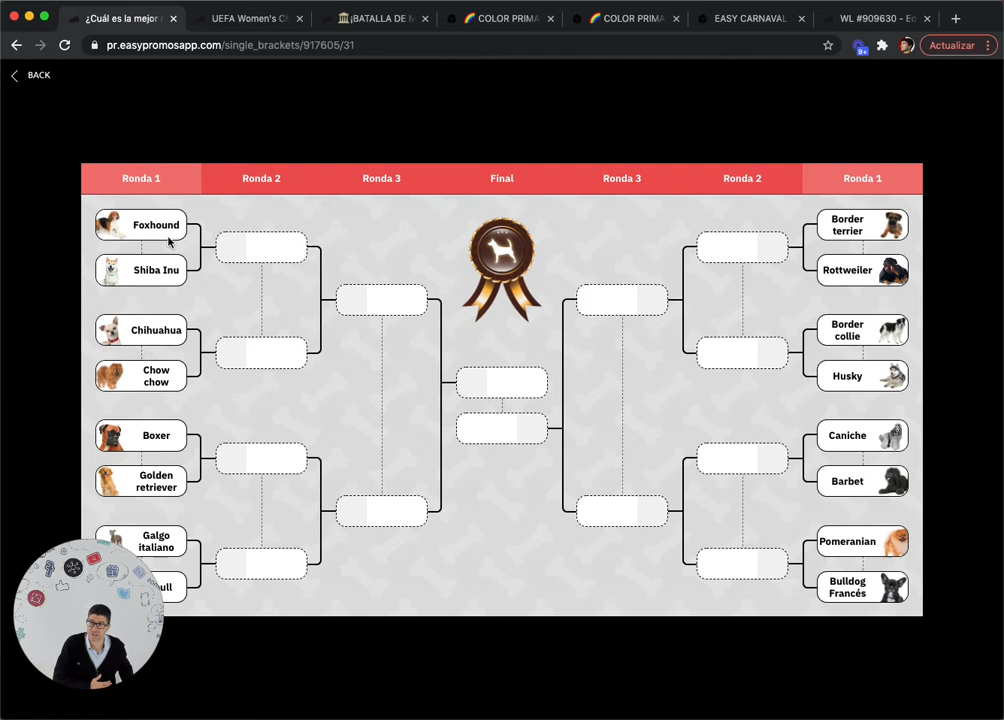 ¿Cuál es la mejor
UEFA Women's C
¡BATALLA DE M
COLOR PRIMA
COLOR PRIMA
EASY CARNAVAL
WL #909630 - Ed
pr.easypromosapp.com/single_brackets/917605/31
9+
Actualizar
BACK
Ronda 1
Ronda 2
Ronda 3
Final
Ronda 3
Ronda 2
Ronda 1
Foxhound
Shiba Inu
Chihuahua
Chow
chow
Boxer
Golden
retriever
Galgo
italiano
ull
Border
terrier
Rottweiler
Border
collie
Husky
Caniche
Barbet
Pomeranian
Bulldog
Francés